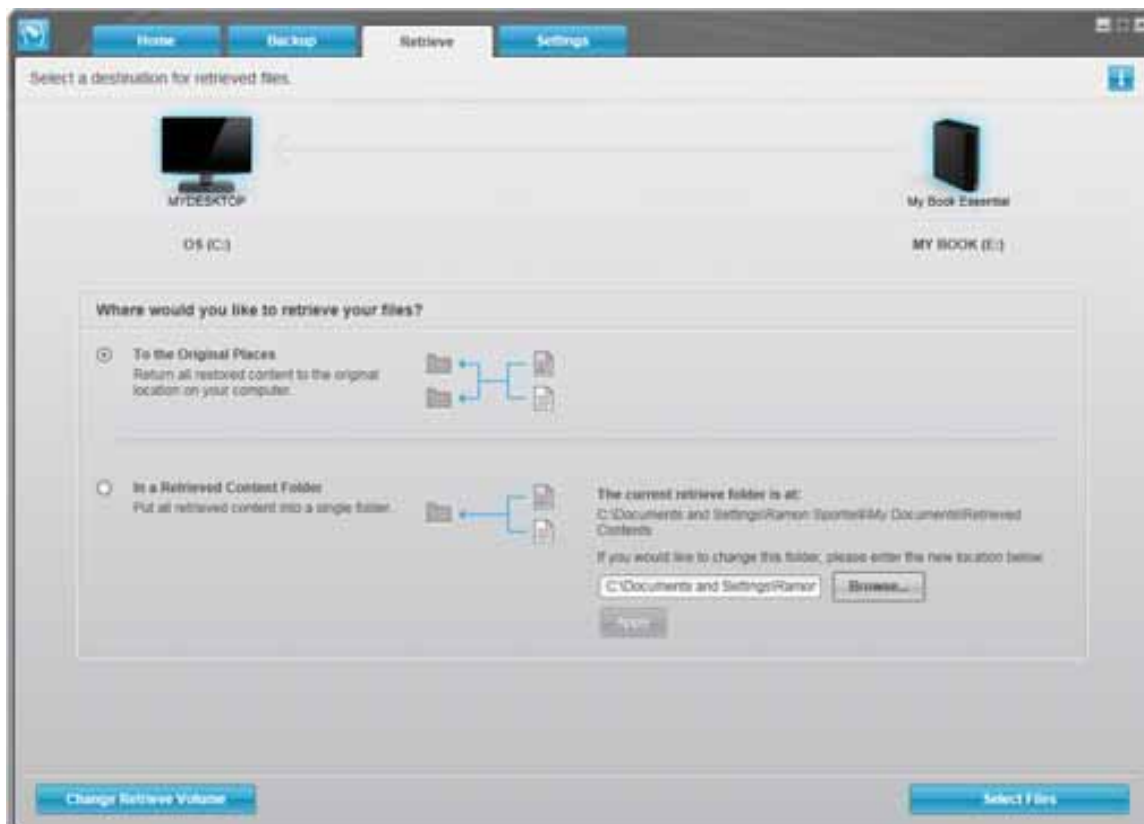 Home Backup Retrieve Settings
Select a destination for retrieved files.
MYDESKTOP
My Book Essential
OS (C:)
MY BOOK (E:)
Where would you like to retrieve your files?
To the Original Places
Return all restored content to the original
location on your computer.
In a Retrieved Content Folder
Put all retrieved content into a single folder.
The current retrieve folder is at:
C:\Documents and Settings\Ramon \My Documents\Retrieved
Contents
If you would like to change this folder, please enter the new location below:
C:\Documents and Settings\Ramon
Browse...
Apply
Change Retrieve Volume
Select Files